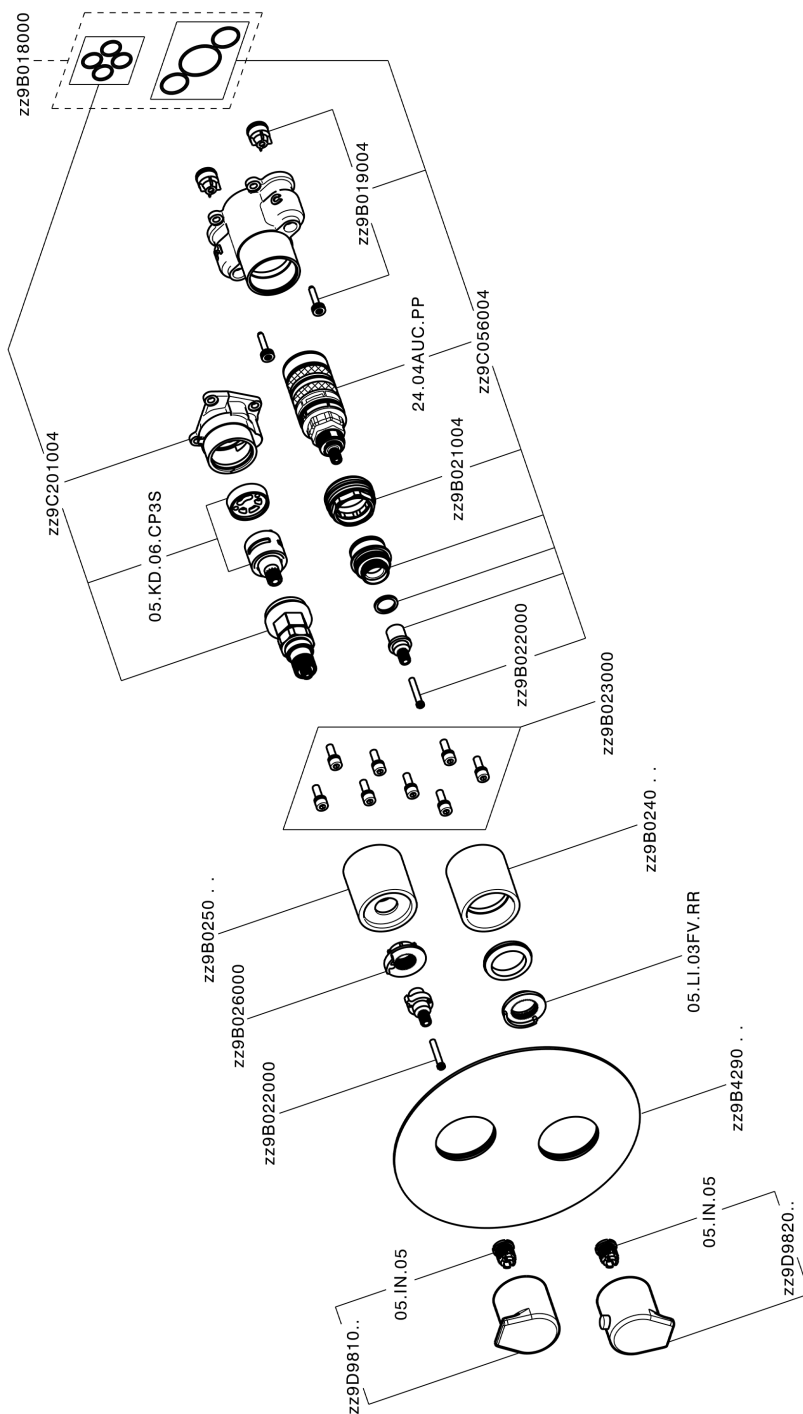 zz9B018000
zz9B019004
24.04AUC.PP
zz9C056004
zz9C201004
zz9B021004
05.KD.06.CP3S
zz9B022000
zz9B023000
zz9B0240 . .
zz9B0250 . .
05.LI.03FV.RR
zz9B026000
zz9B022000
zz9B4290 . .
05.IN.05
zz9D9820..
05.IN.05
zz9D9810..